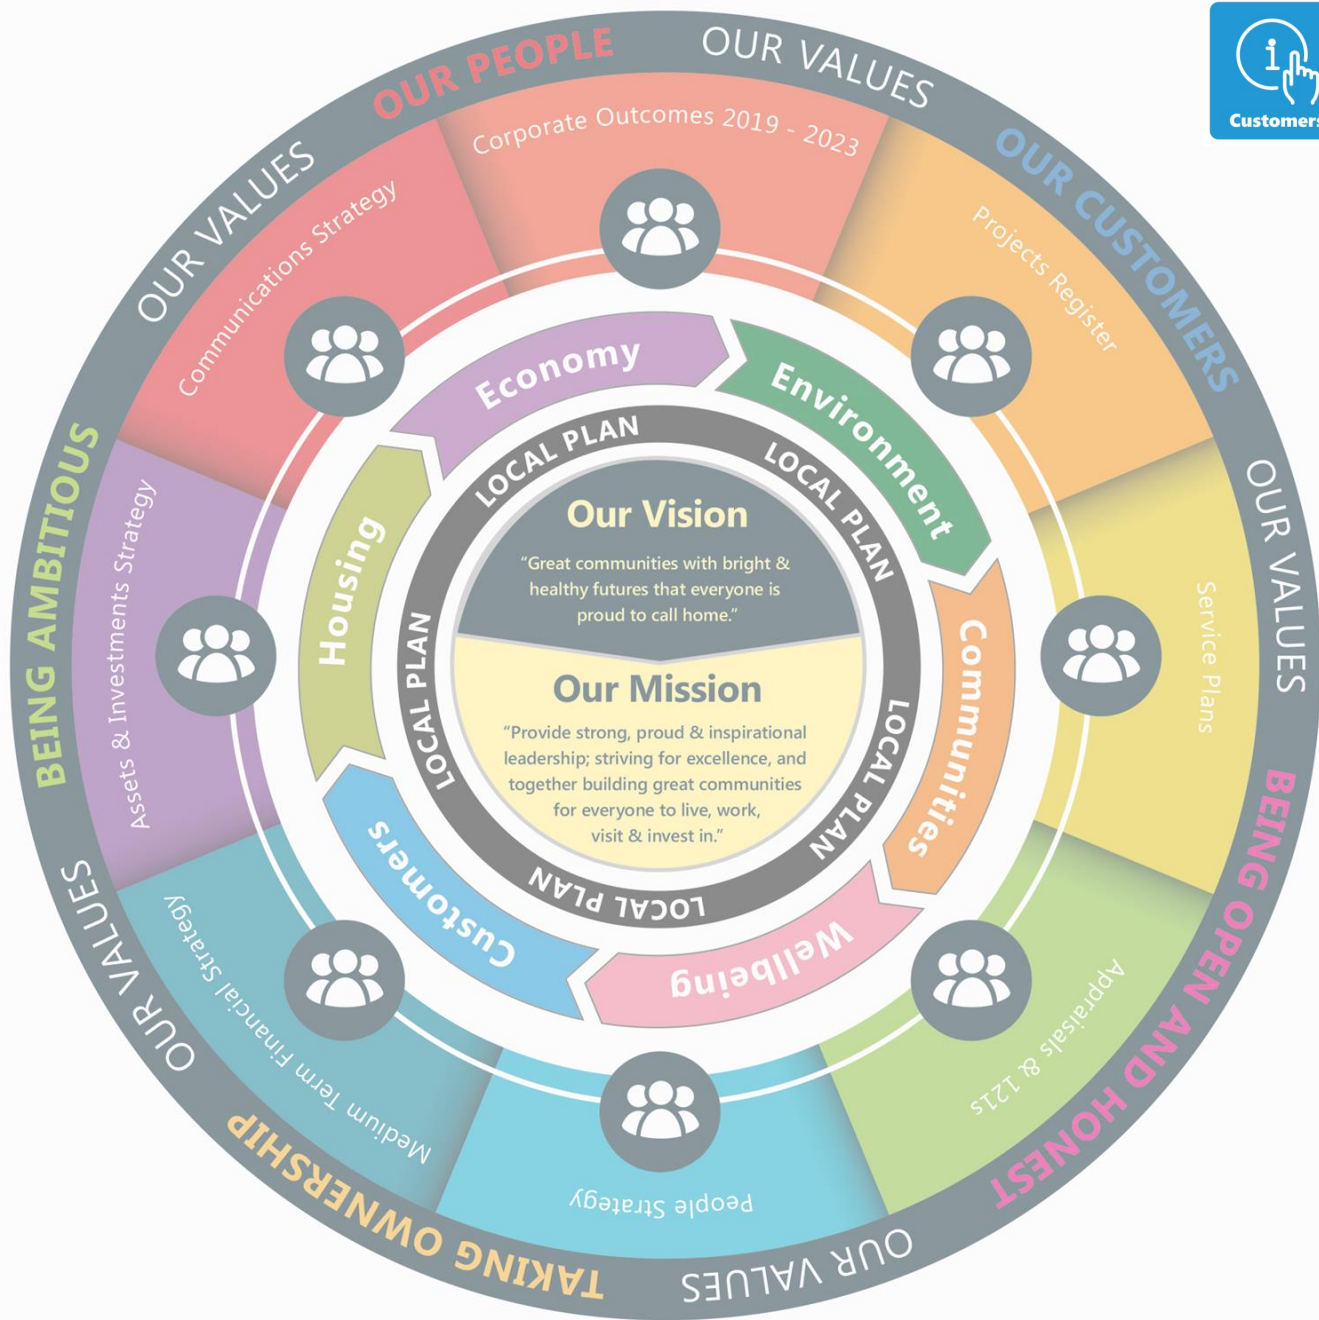 OUR PEOPLE
OUR VALUES
OUR CUSTOMERS
OUR VALUES
BEING OPEN AND HONEST
OUR VALUES
TAKING OWNERSHIP
OUR VALUES
BEING AMBITIOUS
OUR VALUES
i
Customers
Corporate Outcomes 2019 - 2023
Projects Register
Service Plans
Appraisals & 121s
People Strategy
Medium Term Financial Strategy
Assets & Investments Strategy
Communications Strategy
Economy
Environment
Communities
Wellbeing
Customers
Housing
LOCAL PLAN
LOCAL PLAN
LOCAL PLAN
LOCAL PLAN
LOCAL PLAN
Our Vision
“Great communities with bright &
healthy futures that everyone is
proud to call home.”
Our Mission
“Provide strong, proud & inspirational
leadership; striving for excellence, and
together building great communities
for everyone to live, work,
visit & invest in.”